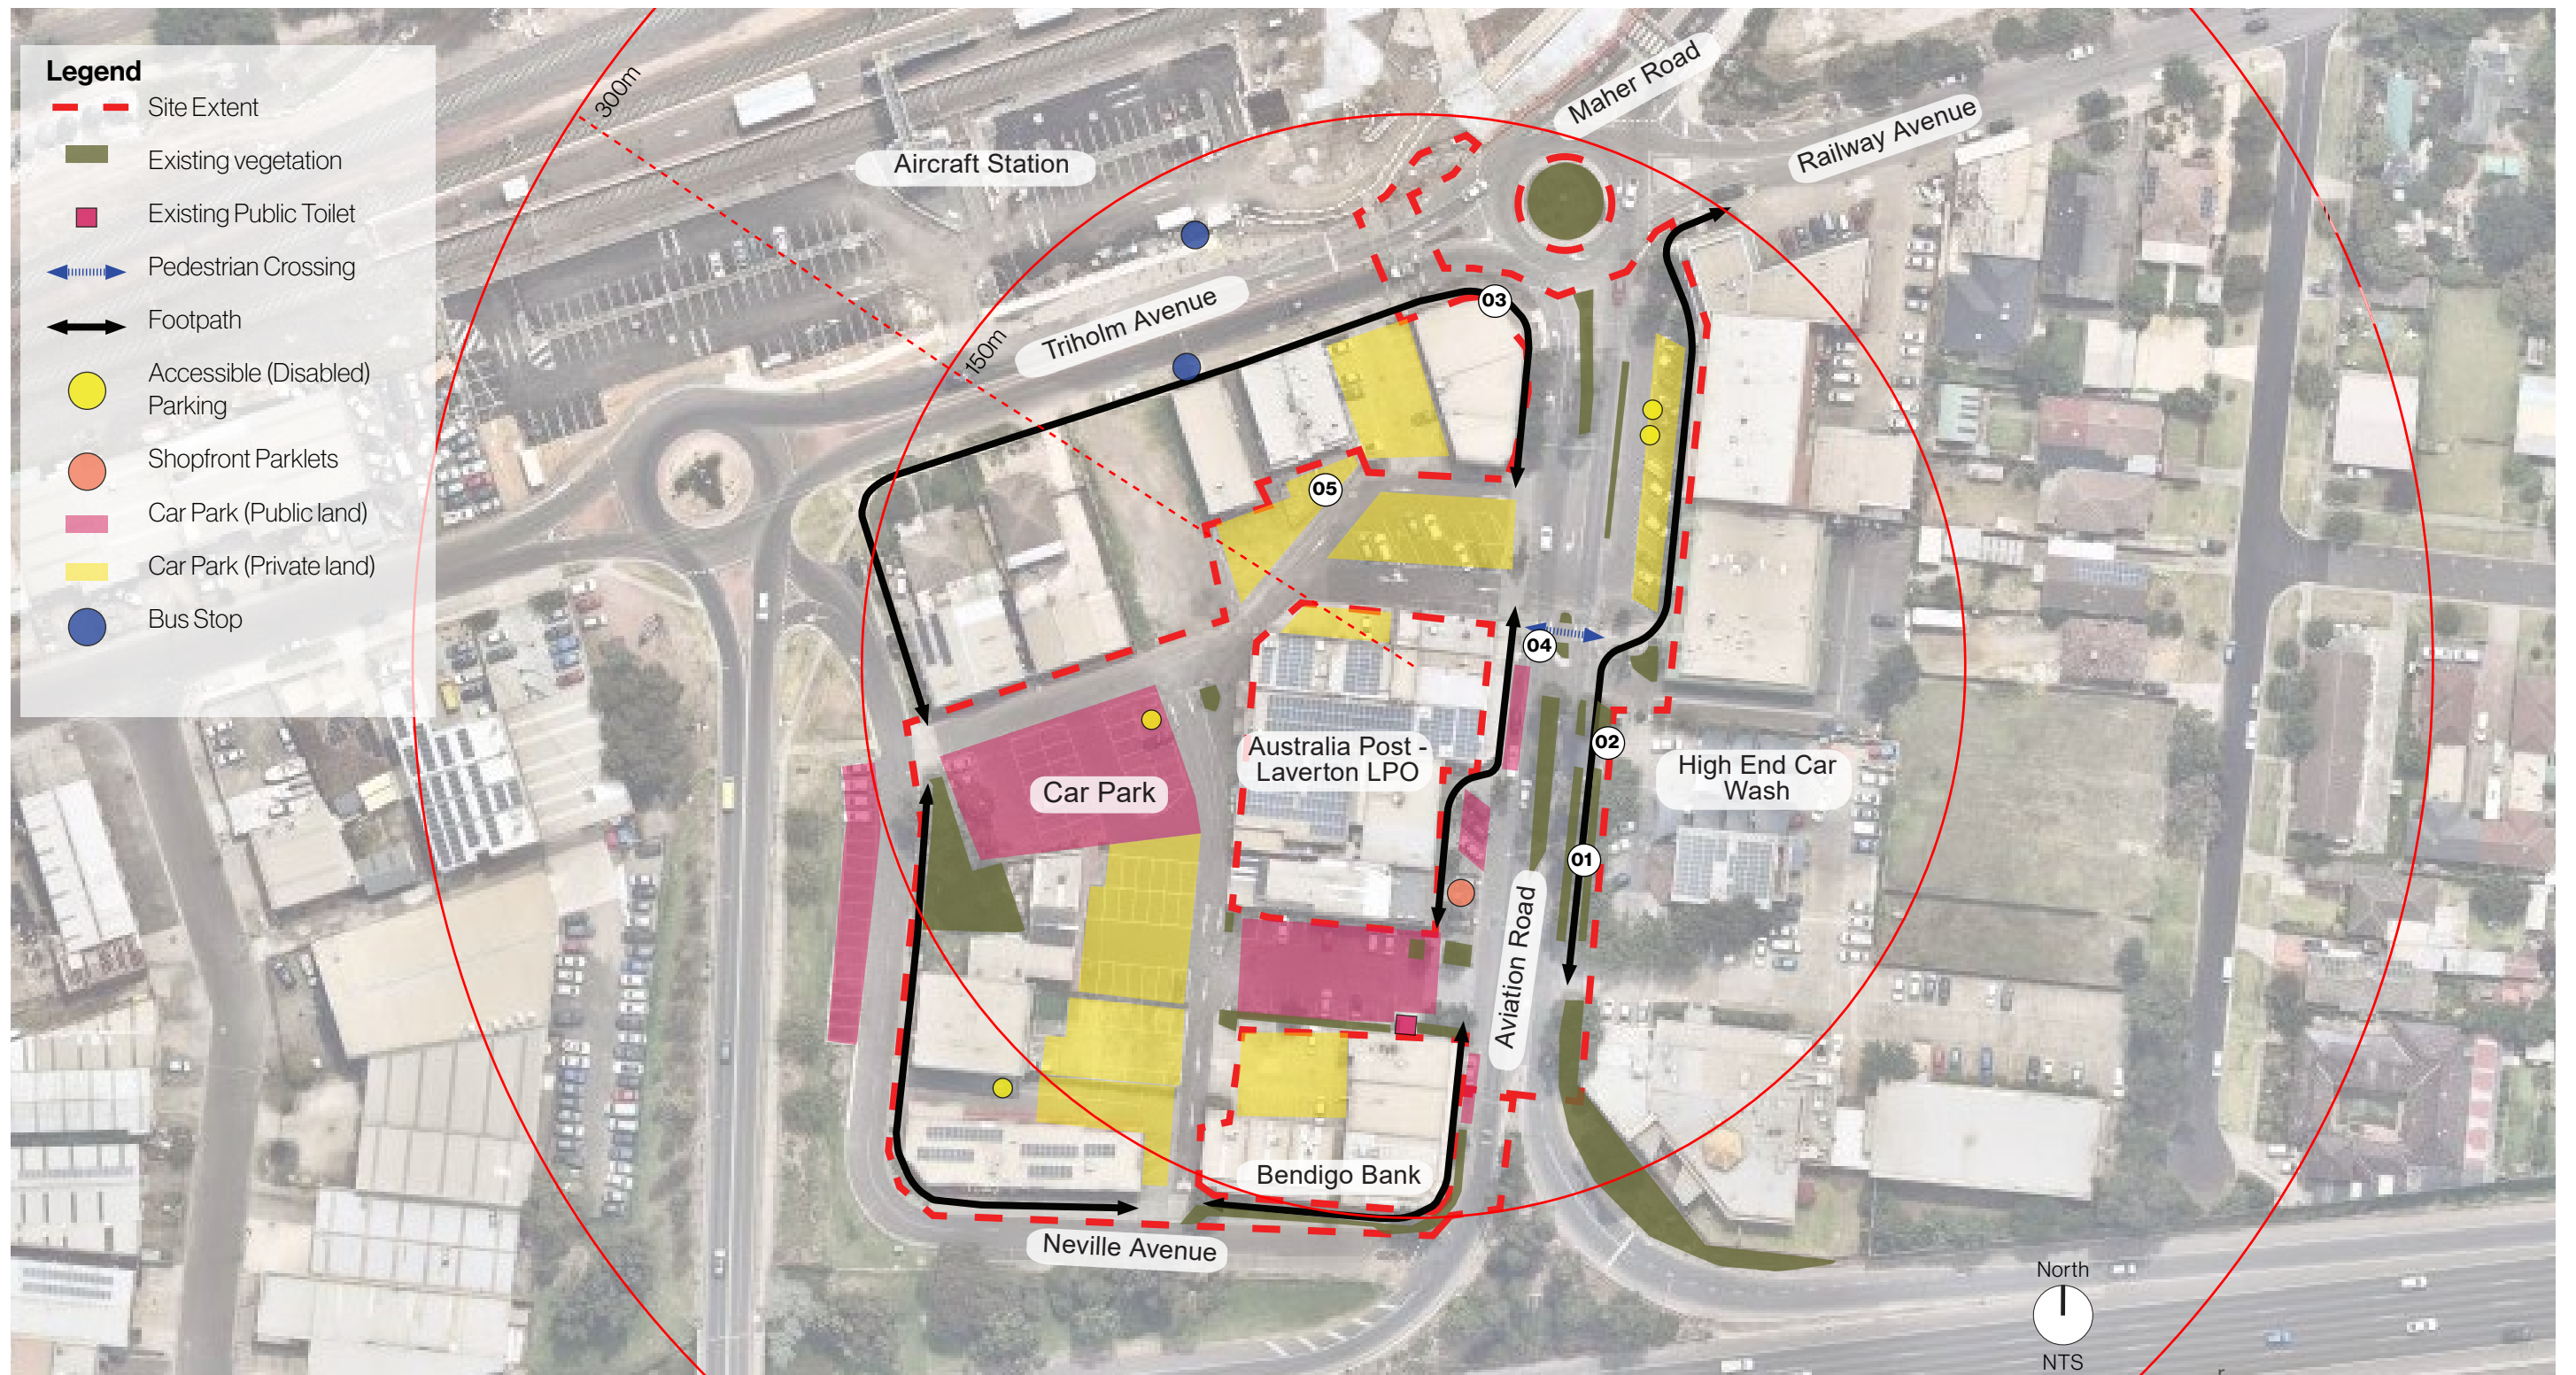 Legend
Site Extent
Existing vegetation
Existing Public Toilet
Pedestrian Crossing
Footpath
Accessible (Disabled)
Parking
Shopfront Parklets
Car Park (Public land)
Car Park (Private land)
Bus Stop
300m
150m
Maher Road
Railway Avenue
Aircraft Station
Triholm Avenue
03
05
04
02
01
Australia Post -
Laverton LPO
High End Car
Wash
Car Park
Aviation Road
Bendigo Bank
Neville Avenue
North
NTS